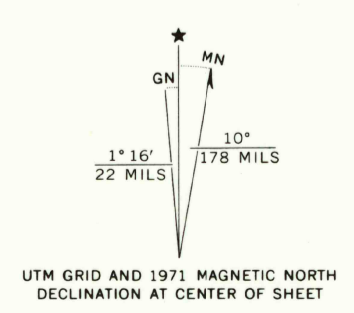 ★
MN
GN
1° 16′
22 MILS
10°
178 MILS
UTM GRID AND 1971 MAGNETIC NORTH
DECLINATION AT CENTER OF SHEET